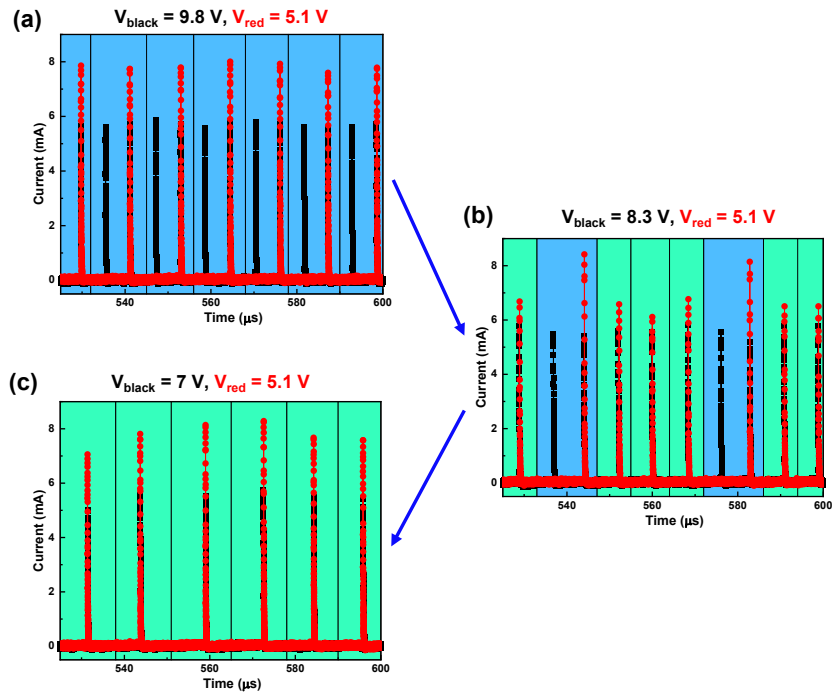 (a)
V_black = 9.8 V, V_red = 5.1 V
8
6
4
2
0
Current (mA)
540 560 580 600
Time (μs)
(b)
V_black = 8.3 V, V_red = 5.1 V
8
6
4
2
0
Current (mA)
540 560 580 600
Time (μs)
(c)
V_black = 7 V, V_red = 5.1 V
8
6
4
2
0
Current (mA)
540 560 580 600
Time (μs)